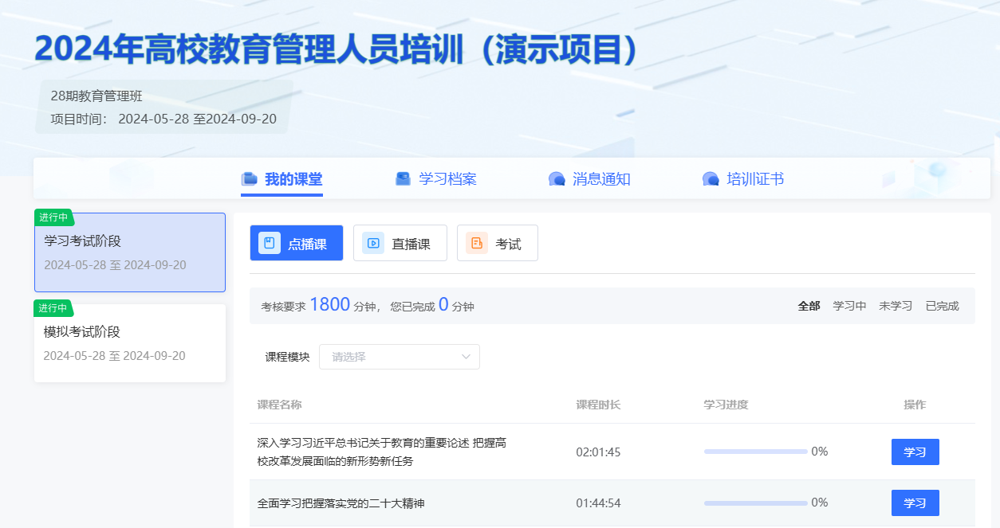 2024年高校教育管理人员培训（演示项目）
28期教育管理班
项目时间： 2024-05-28 至2024-09-20
我的课堂 学习档案 消息通知 培训证书
进行中
学习考试阶段
2024-05-28 至 2024-09-20
进行中
模拟考试阶段
2024-05-28 至 2024-09-20
点播课 直播课 考试
考核要求 1800 分钟， 您已完成 0 分钟 全部 学习中 未学习 已完成
课程模块 请选择
课程名称 课程时长 学习进度 操作
深入学习习近平总书记关于教育的重要论述 把握高
校改革发展面临的新形势新任务
02:01:45 0% 学习
全面学习把握落实党的二十大精神 01:44:54 0% 学习